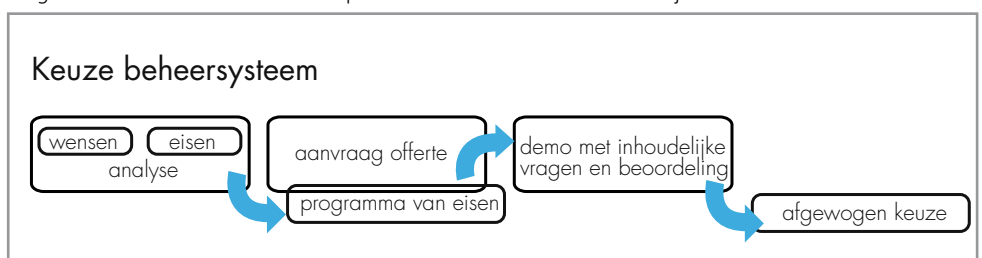 Keuze beheersysteem
wensen eisen
analyse
aanvraag offerte
programma van eisen
demo met inhoudelijke
vragen en beoordeling
afgewogen keuze